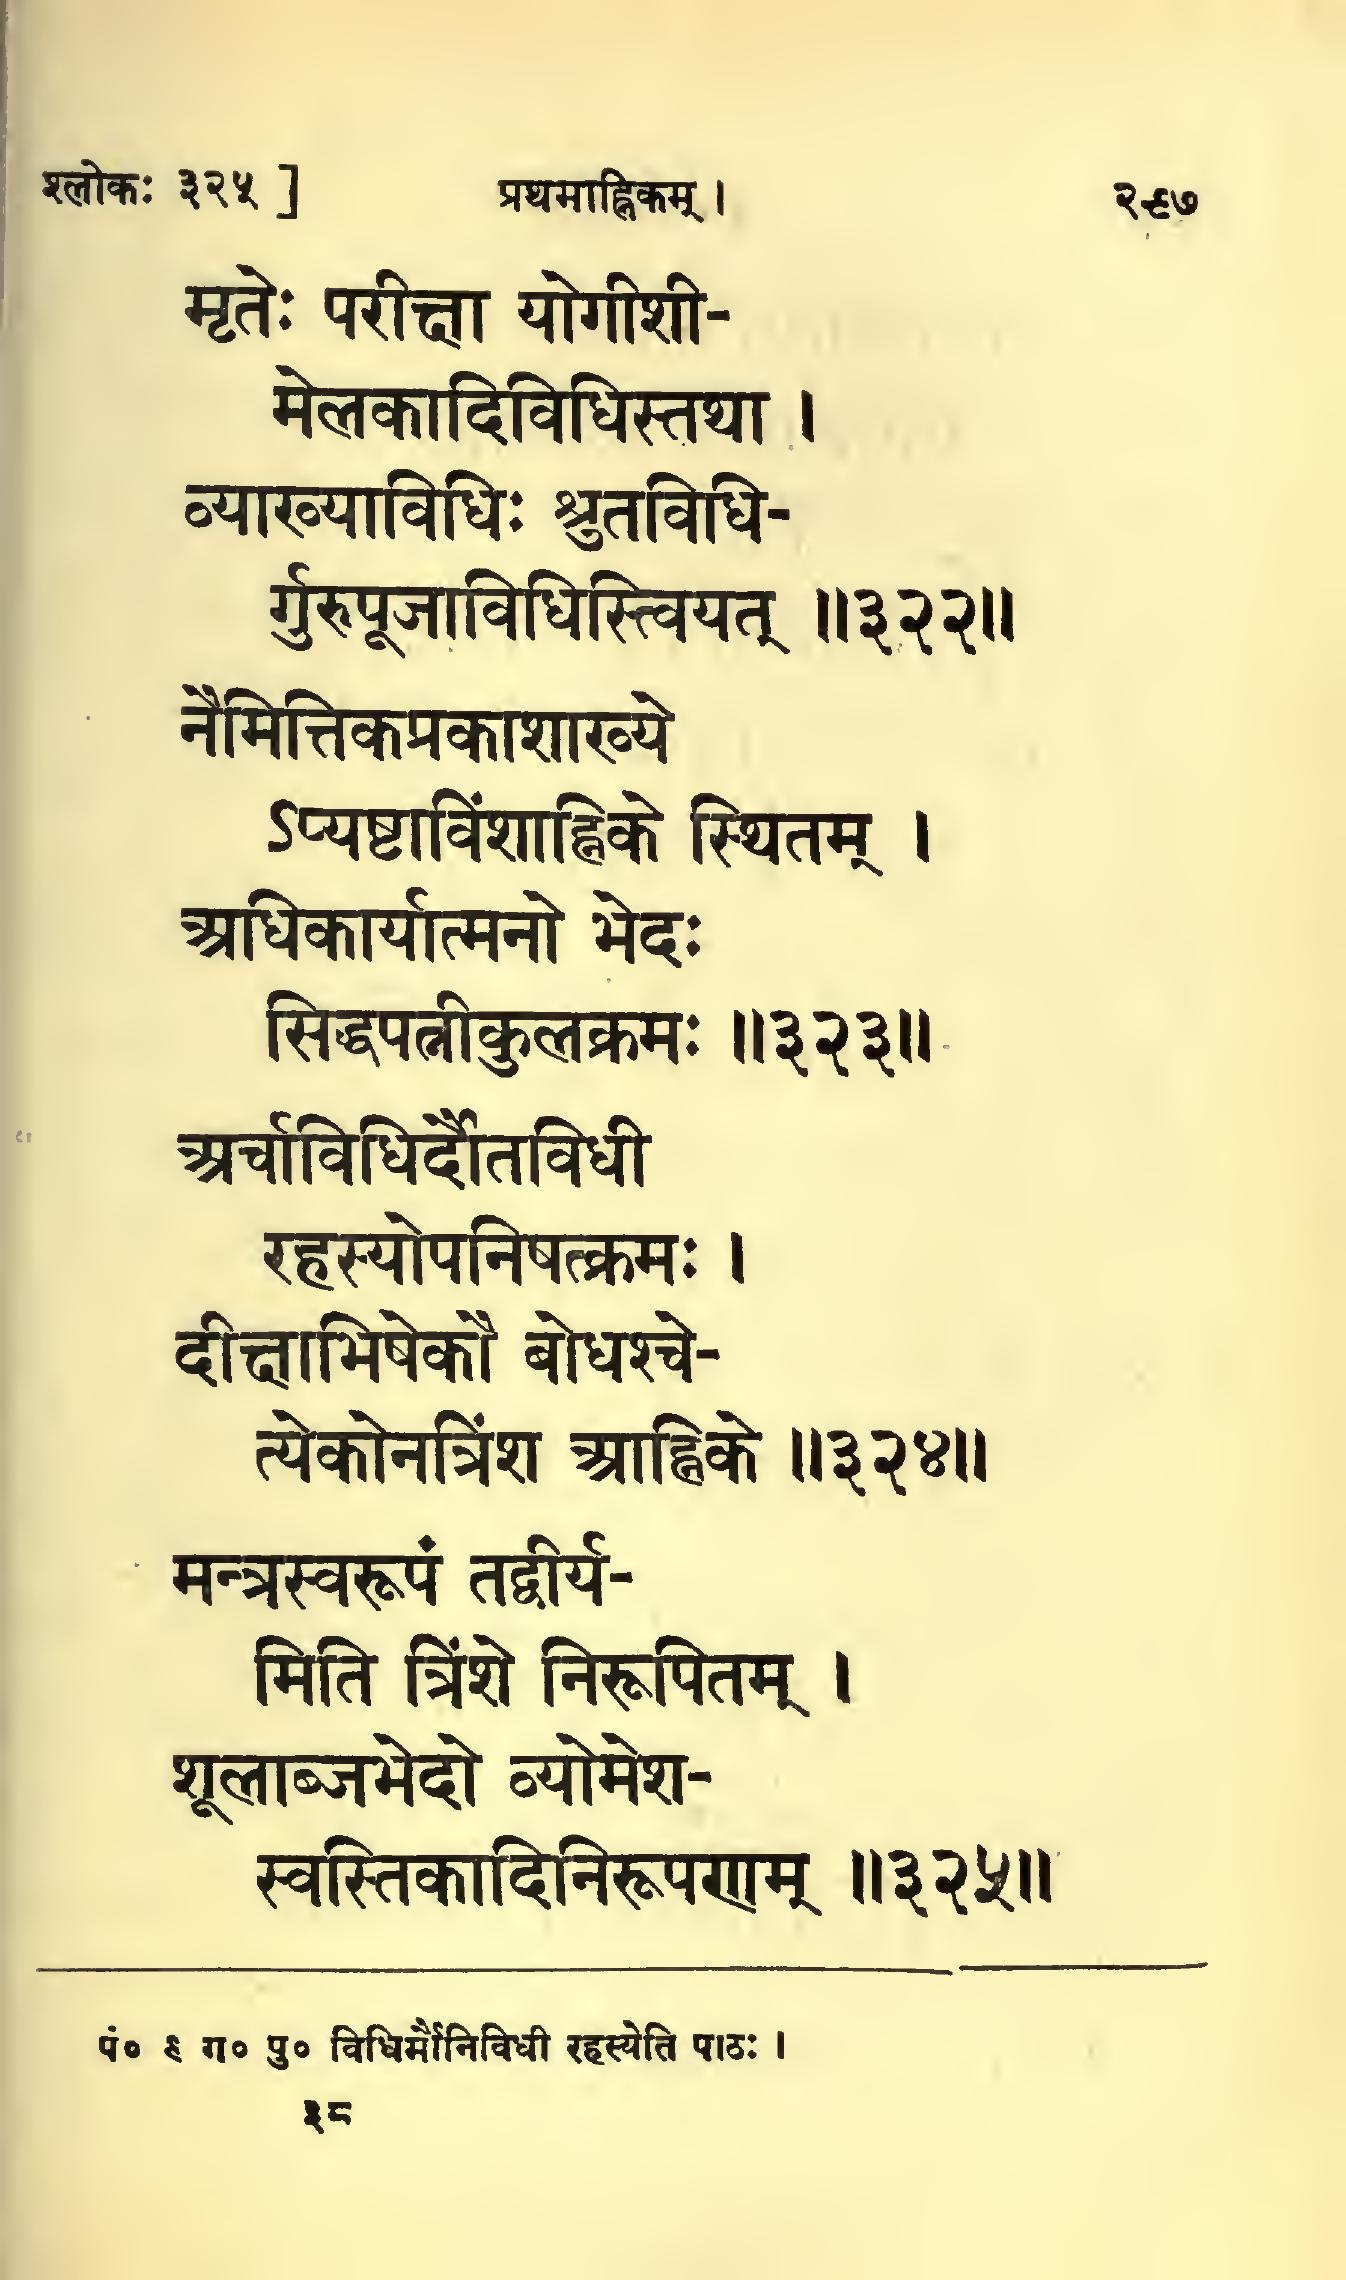 श्लोकः ३२५ ] प्रथमाह्निकम् । २९७
मृतेः परीक्षा योगीशी-
मेलकादिविधिस्तथा ।
व्याख्याविधिः श्रुतविधि-
र्गुरुपूजाविधिस्त्वियत् ॥३२२॥
नैमित्तिकप्रकाशाख्ये
ऽप्यष्टाविंशाह्निके स्थितम् ।
अधिकार्यात्मनो भेदः
सिद्धपत्नीकुलक्रमः ॥३२३॥
अर्चाविधिर्दौतविधी
रहस्योपनिषत्क्रमः ।
दीक्षाभिषेकौ बोधश्चे-
त्येकोनत्रिंश आह्निके ॥३२४॥
मन्त्रस्वरूपं तद्वीर्य-
मिति त्रिंशे निरूपितम् ।
शूलाब्जभेदो व्योमेश-
स्वस्तिकादिनिरूपणम् ॥३२५॥
पं० ९ ग० पु० विधिर्मौनिविधी रहस्येति पाठः ।
३८